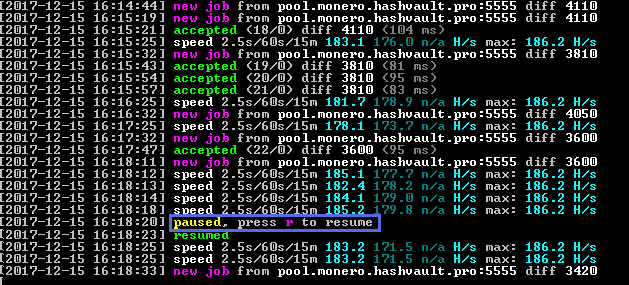 [2017-12-15 16:14:44] new job from pool.monero.hashvault.pro:5555 diff 4110
[2017-12-15 16:15:19] new job from pool.monero.hashvault.pro:5555 diff 4110
[2017-12-15 16:15:21] accepted (18/0) diff 4110 (104 ms)
[2017-12-15 16:15:25] speed 2.5s/60s/15m 183.1 176.0 n/a H/s max: 186.2 H/s
[2017-12-15 16:15:32] new job from pool.monero.hashvault.pro:5555 diff 3810
[2017-12-15 16:15:43] accepted (19/0) diff 3810 (81 ms)
[2017-12-15 16:15:54] accepted (20/0) diff 3810 (95 ms)
[2017-12-15 16:15:57] accepted (21/0) diff 3810 (83 ms)
[2017-12-15 16:16:25] speed 2.5s/60s/15m 181.7 178.9 n/a H/s max: 186.2 H/s
[2017-12-15 16:16:32] new job from pool.monero.hashvault.pro:5555 diff 4050
[2017-12-15 16:17:25] speed 2.5s/60s/15m 178.1 173.7 n/a H/s max: 186.2 H/s
[2017-12-15 16:17:32] new job from pool.monero.hashvault.pro:5555 diff 3600
[2017-12-15 16:17:47] accepted (22/0) diff 3600 (95 ms)
[2017-12-15 16:18:11] new job from pool.monero.hashvault.pro:5555 diff 3600
[2017-12-15 16:18:12] speed 2.5s/60s/15m 185.1 177.7 n/a H/s max: 186.2 H/s
[2017-12-15 16:18:13] speed 2.5s/60s/15m 182.4 178.2 n/a H/s max: 186.2 H/s
[2017-12-15 16:18:14] speed 2.5s/60s/15m 184.1 179.0 n/a H/s max: 186.2 H/s
[2017-12-15 16:18:18] speed 2.5s/60s/15m 185.2 179.8 n/a H/s max: 186.2 H/s
[2017-12-15 16:18:20] paused, press r to resume
[2017-12-15 16:18:23] resumed
[2017-12-15 16:18:25] speed 2.5s/60s/15m 183.2 171.5 n/a H/s max: 186.2 H/s
[2017-12-15 16:18:25] speed 2.5s/60s/15m 183.2 171.5 n/a H/s max: 186.2 H/s
[2017-12-15 16:18:33] new job from pool.monero.hashvault.pro:5555 diff 3420